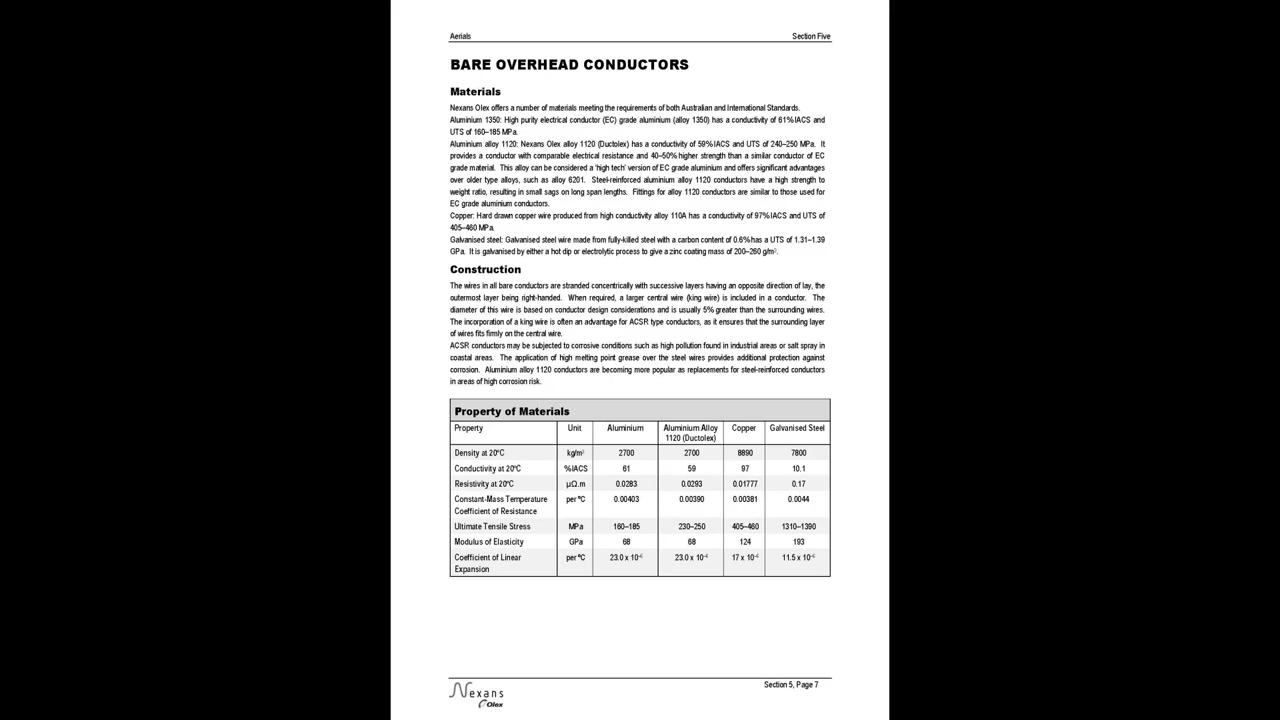 Aerials Section Five
BARE OVERHEAD CONDUCTORS
Materials
Nexans Olex offers a number of materials meeting the requirements of both Australian and International Standards.
Aluminium 1350: High purity electrical conductor (EC) grade aluminium (alloy 1350) has a conductivity of 61%IACS and
UTS of 160–185 MPa.
Aluminium alloy 1120: Nexans Olex alloy 1120 (Ductolex) has a conductivity of 59%IACS and UTS of 240–250 MPa. It
provides a conductor with comparable electrical resistance and 40–50% higher strength than a similar conductor of EC
grade material. This alloy can be considered a 'high tech' version of EC grade aluminium and offers significant advantages
over older type alloys, such as alloy 6201. Steel-reinforced aluminium alloy 1120 conductors have a high strength to
weight ratio, resulting in small sags on long span lengths. Fittings for alloy 1120 conductors are similar to those used for
EC grade aluminium conductors.
Copper: Hard drawn copper wire produced from high conductivity alloy 110A has a conductivity of 97%IACS and UTS of
405–460 MPa.
Galvanised steel: Galvanised steel wire made from fully-killed steel with a carbon content of 0.6% has a UTS of 1.31–1.39
GPa. It is galvanised by either a hot dip or electrolytic process to give a zinc coating mass of 200–260 g/m².
Construction
The wires in all bare conductors are stranded concentrically with successive layers having an opposite direction of lay, the
outermost layer being right-handed. When required, a larger central wire (king wire) is included in a conductor. The
diameter of this wire is based on conductor design considerations and is usually 5% greater than the surrounding wires.
The incorporation of a king wire is often an advantage for ACSR type conductors, as it ensures that the surrounding layer
of wires fits firmly on the central wire.
ACSR conductors may be subjected to corrosive conditions such as high pollution found in industrial areas or salt spray in
coastal areas. The application of high melting point grease over the steel wires provides additional protection against
corrosion. Aluminium alloy 1120 conductors are becoming more popular as replacements for steel-reinforced conductors
in areas of high corrosion risk.
Property of Materials
Property Unit Aluminium Aluminium Alloy Copper Galvanised Steel
1120 (Ductolex)
Density at 20ºC kg/m³ 2700 2700 8890 7800
Conductivity at 20ºC %IACS 61 59 97 10.1
Resistivity at 20ºC µΩ.m 0.0283 0.0293 0.01777 0.17
Constant-Mass Temperature per ºC 0.00403 0.00390 0.00381 0.0044
Coefficient of Resistance
Ultimate Tensile Stress MPa 160–185 230–250 405–460 1310–1390
Modulus of Elasticity GPa 68 68 124 193
Coefficient of Linear per ºC 23.0 x 10⁻⁶ 23.0 x 10⁻⁶ 17 x 10⁻⁶ 11.5 x 10⁻⁶
Expansion
Section 5, Page 7
Nexans
Olex